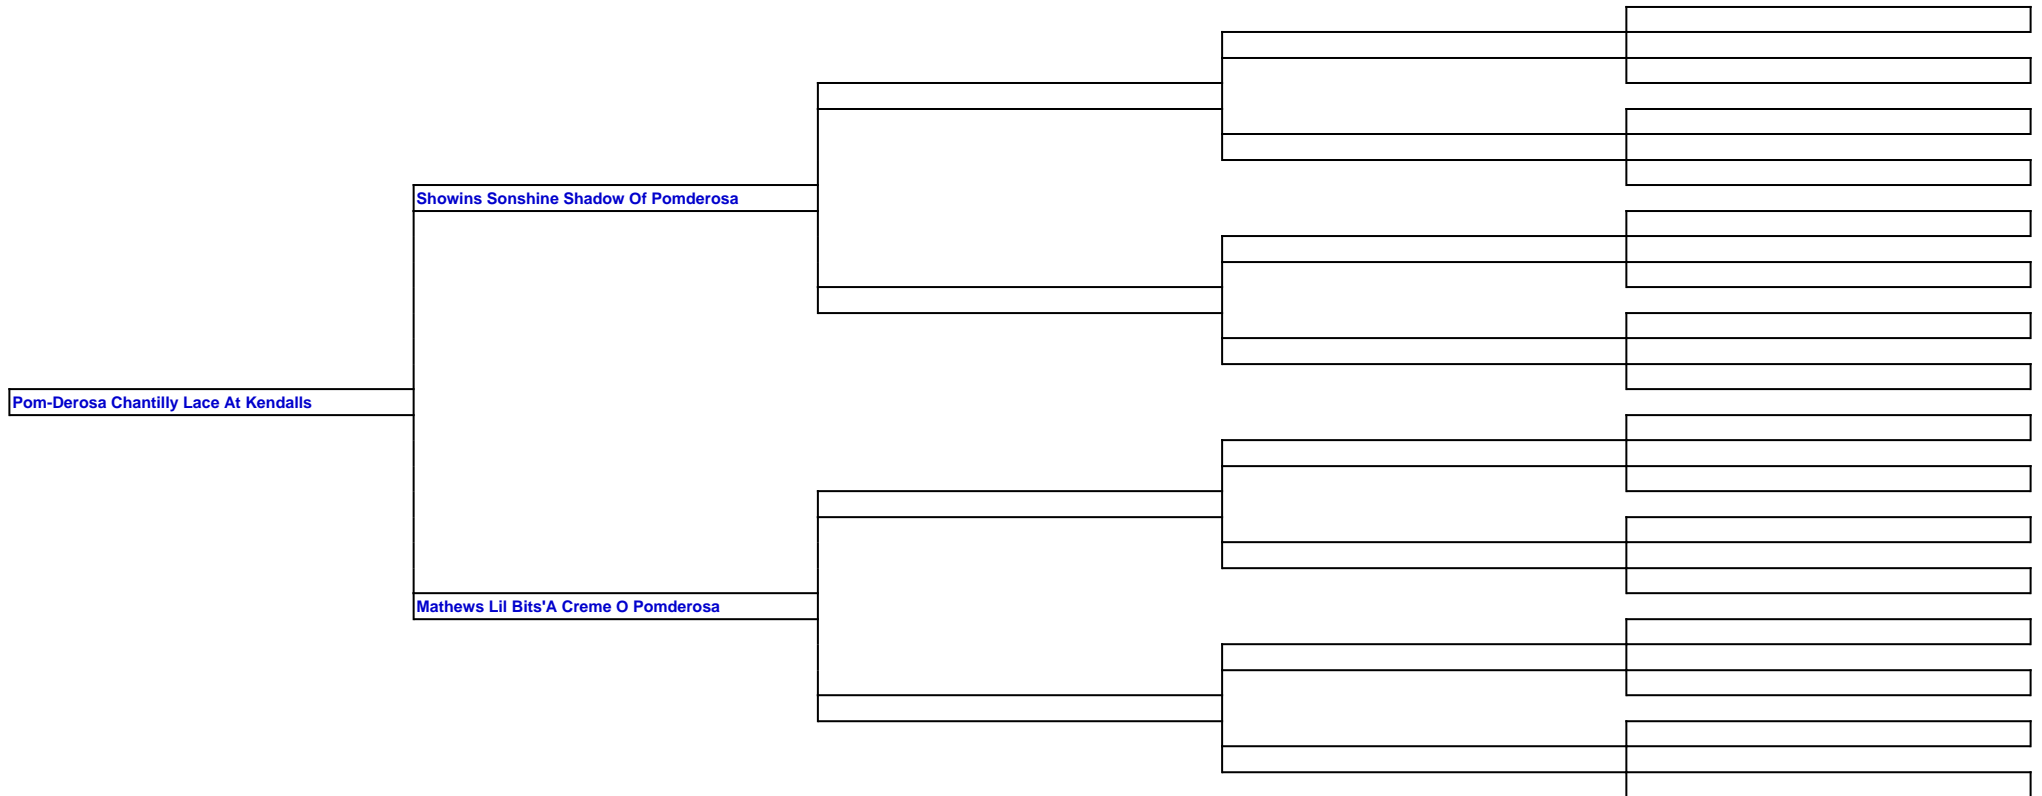 Showins Sonshine Shadow Of Pomderosa
Pom-Derosa Chantilly Lace At Kendalls
Mathews Lil Bits'A Creme O Pomderosa